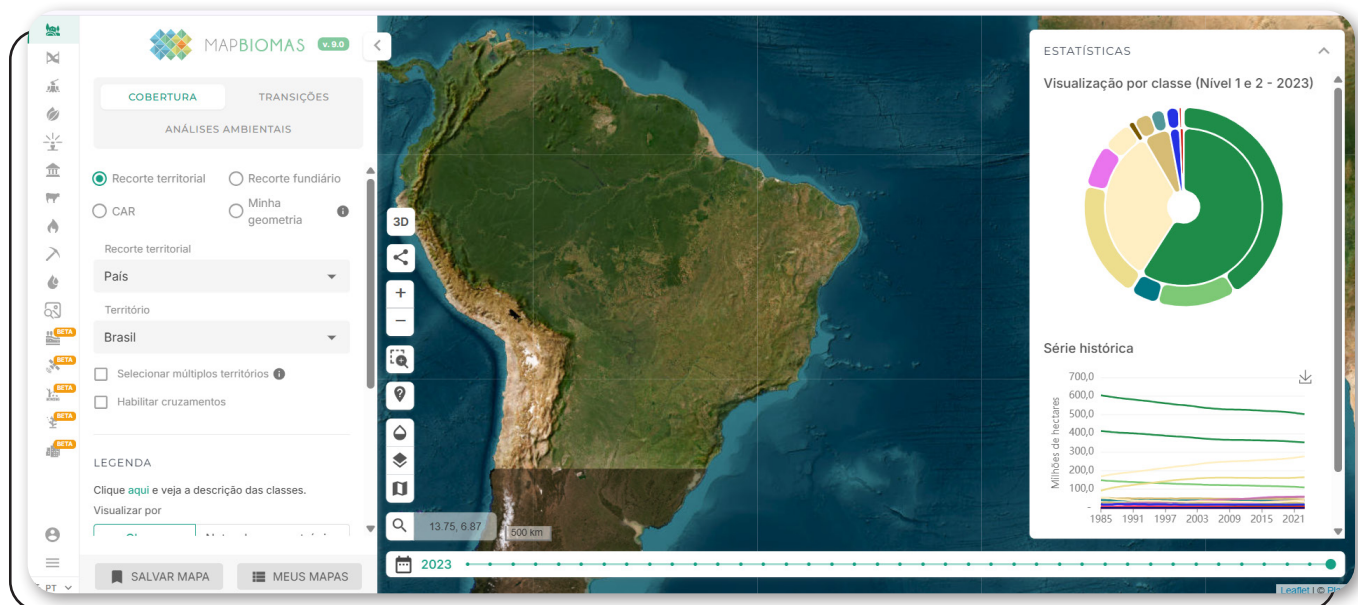 MAPBIOMAS
v. 9.0
COBERTURA
TRANSIÇÕES
ANÁLISES AMBIENTAIS
Recorte territorial
Recorte fundiário
CAR
Minha
geometria
Recorte territorial
País
Território
Brasil
Selecionar múltiplos territórios
Habilitar cruzamentos
LEGENDA
Clique aqui e veja a descrição das classes.
Visualizar por
SALVAR MAPA
MEUS MAPAS
BETA
BETA
BETA
BETA
BETA
PT
3D
+
−
13.75, 6.87
500 km
2023
ESTATÍSTICAS
Visualização por classe (Nível 1 e 2 - 2023)
Série histórica
Milhões de hectares
700,0
600,0
500,0
400,0
300,0
200,0
100,0
-
1985 1991 1997 2003 2009 2015 2021
Leaflet | ©